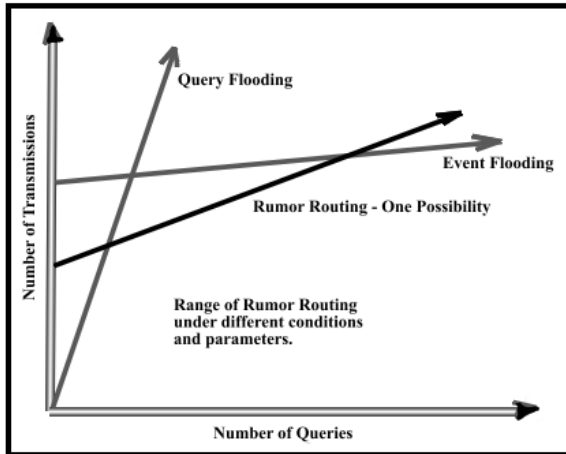 Query Flooding
Number of Transmissions
Event Flooding
Rumor Routing - One Possibility
Range of Rumor Routing
under different conditions
and parameters.
Number of Queries